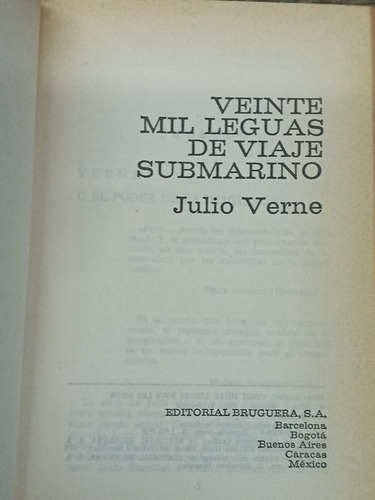 VEINTE
MIL LEGUAS
DE VIAJE
SUBMARINO
Julio Verne
EDITORIAL BRUGUERA, S.A.
Barcelona
Bogotá
Buenos Aires
Caracas
México